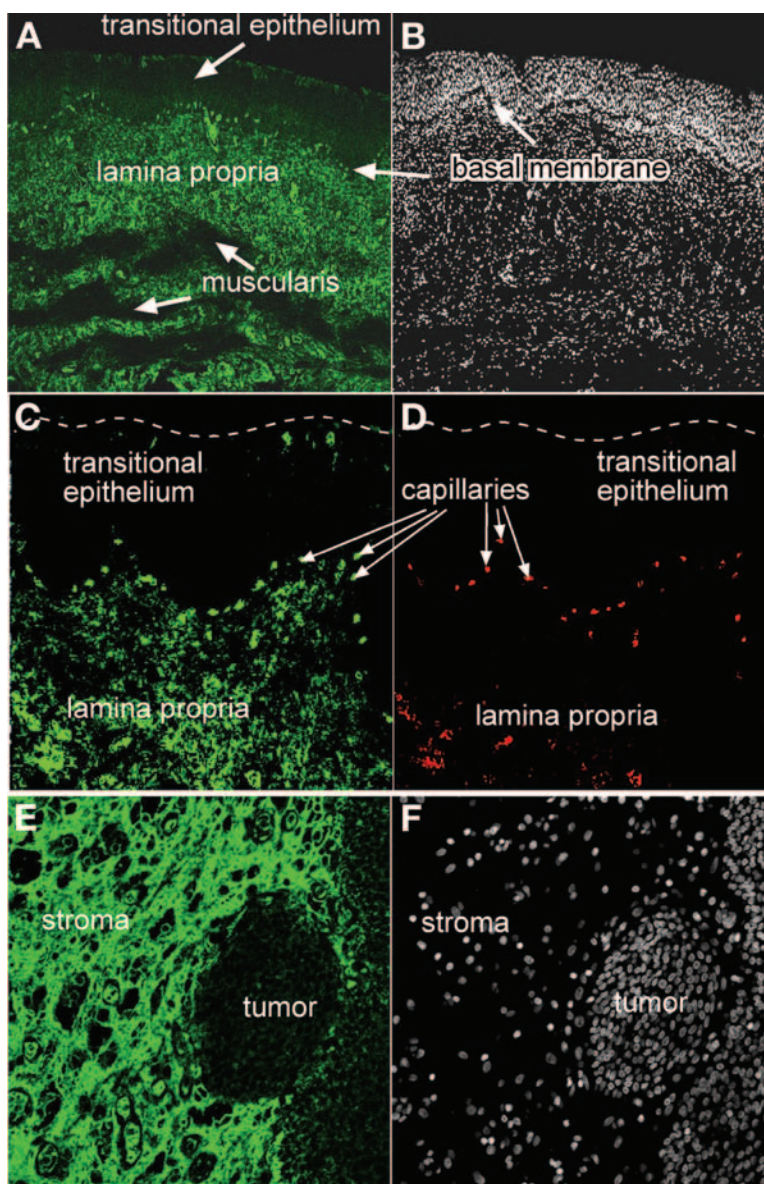 A
transitional epithelium
B
lamina propria
basal membrane
muscularis
C
transitional
epithelium
D
transitional
epithelium
capillaries
lamina propria
lamina propria
E
stroma
tumor
F
stroma
tumor